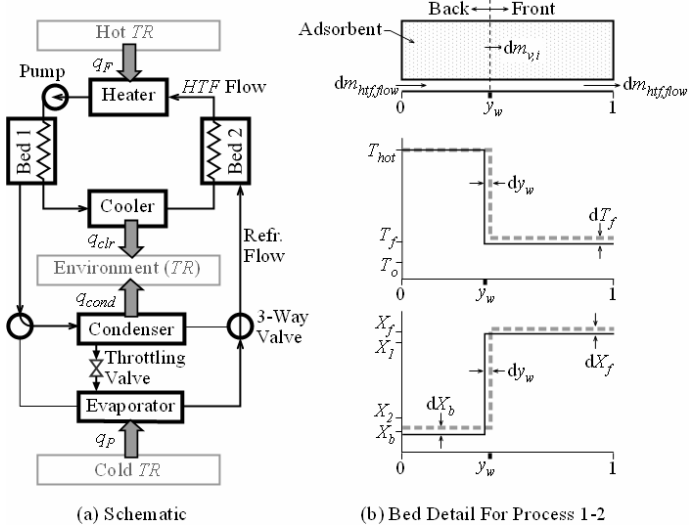 Hot TR
q_F
Pump
HTF Flow
Heater
Bed 1
Bed 2
Cooler
q_clr
Refr. Flow
Environment (TR)
q_cond
Condenser
3-Way Valve
Throttling Valve
Evaporator
q_P
Cold TR
(a) Schematic
Back
Front
Adsorbent
dm_v,i
dm_htf,flow
dm_htf,flow
0
y_w
1
T_hot
dy_w
dT_f
T_f
T_o
0
y_w
1
X_f
X_1
dy_w
dX_f
dX_b
X_2
X_b
0
y_w
1
(b) Bed Detail For Process 1-2